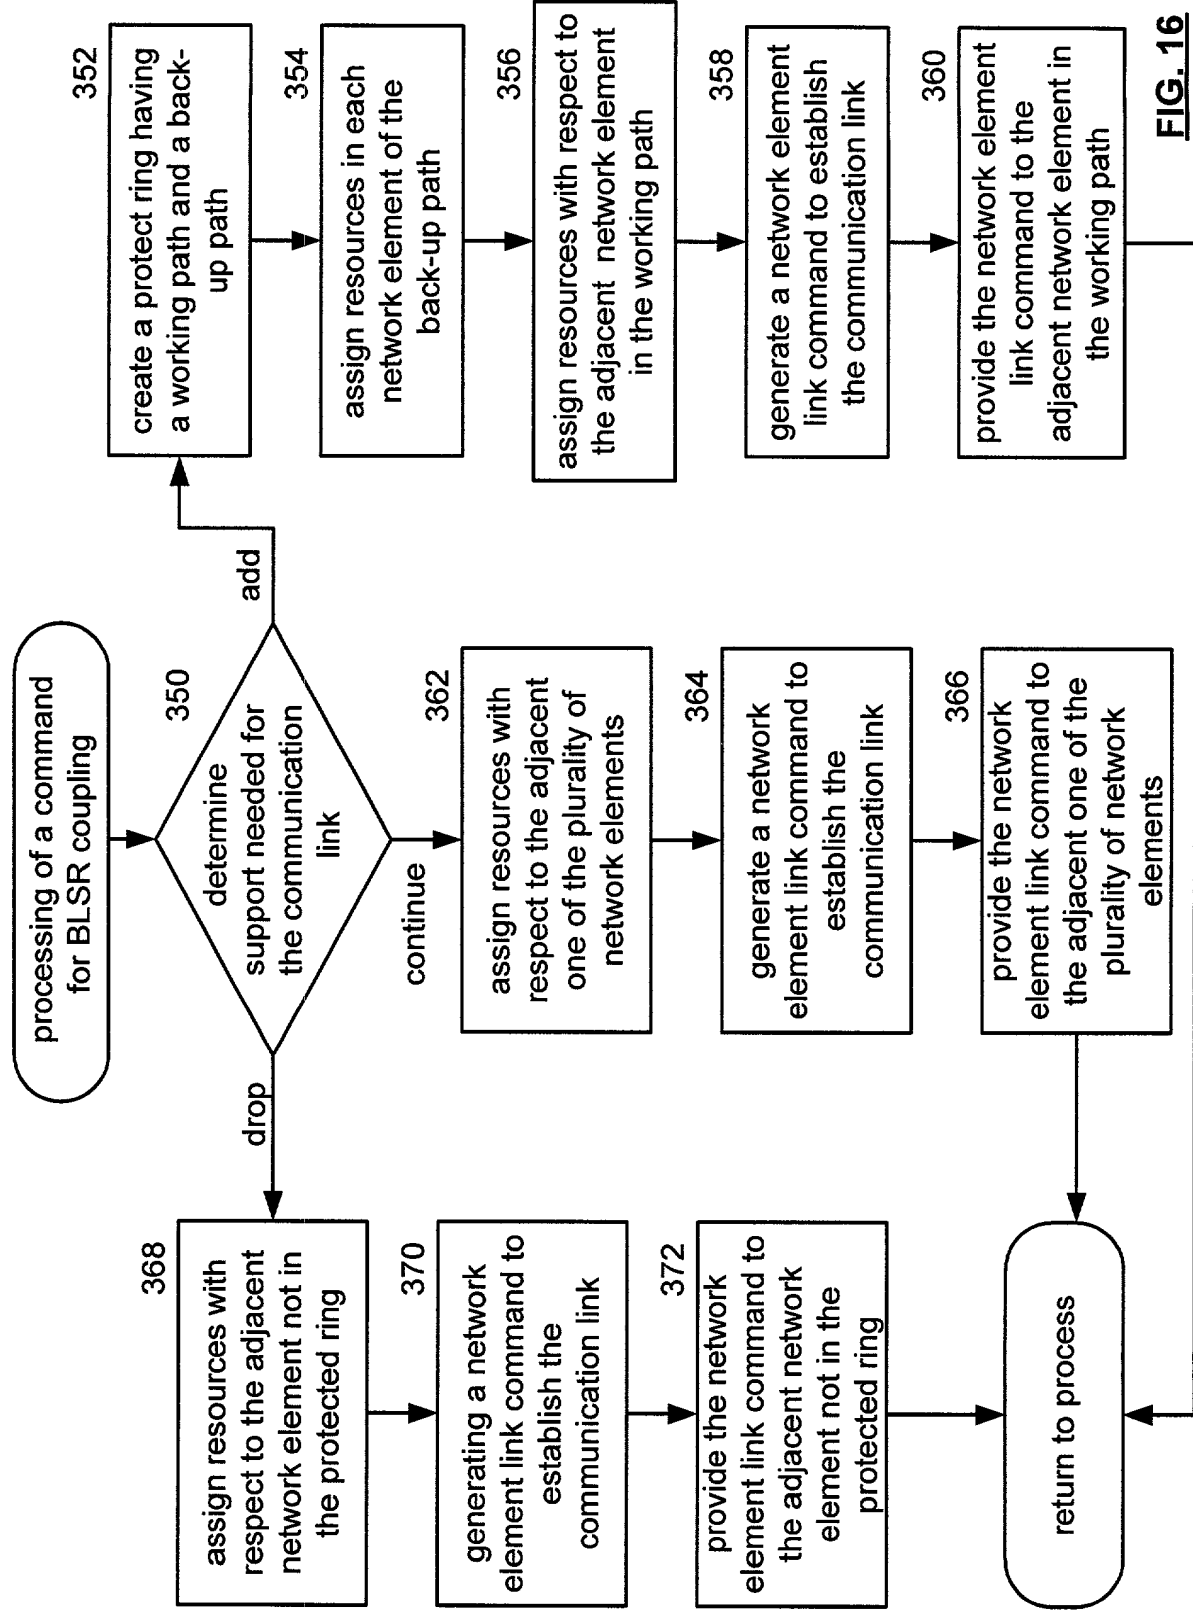 processing of a command
for BLSR coupling
350
determine
support needed for
the communication
link
drop
continue
add
352
create a protect ring having
a working path and a back-
up path
354
assign resources in each
network element of the
back-up path
356
assign resources with respect to
the adjacent network element
in the working path
358
generate a network element
link command to establish
the communication link
360
provide the network element
link command to the
adjacent network element in
the working path
362
assign resources with
respect to the adjacent
one of the plurality of
network elements
364
generate a network
element link command to
establish the
communication link
366
provide the network
element link command to
the adjacent one of the
plurality of network
elements
368
assign resources with
respect to the adjacent
network element not in
the protected ring
370
generating a network
element link command to
establish the
communication link
372
provide the network
element link command to
the adjacent network
element not in the
protected ring
return to process
FIG. 16